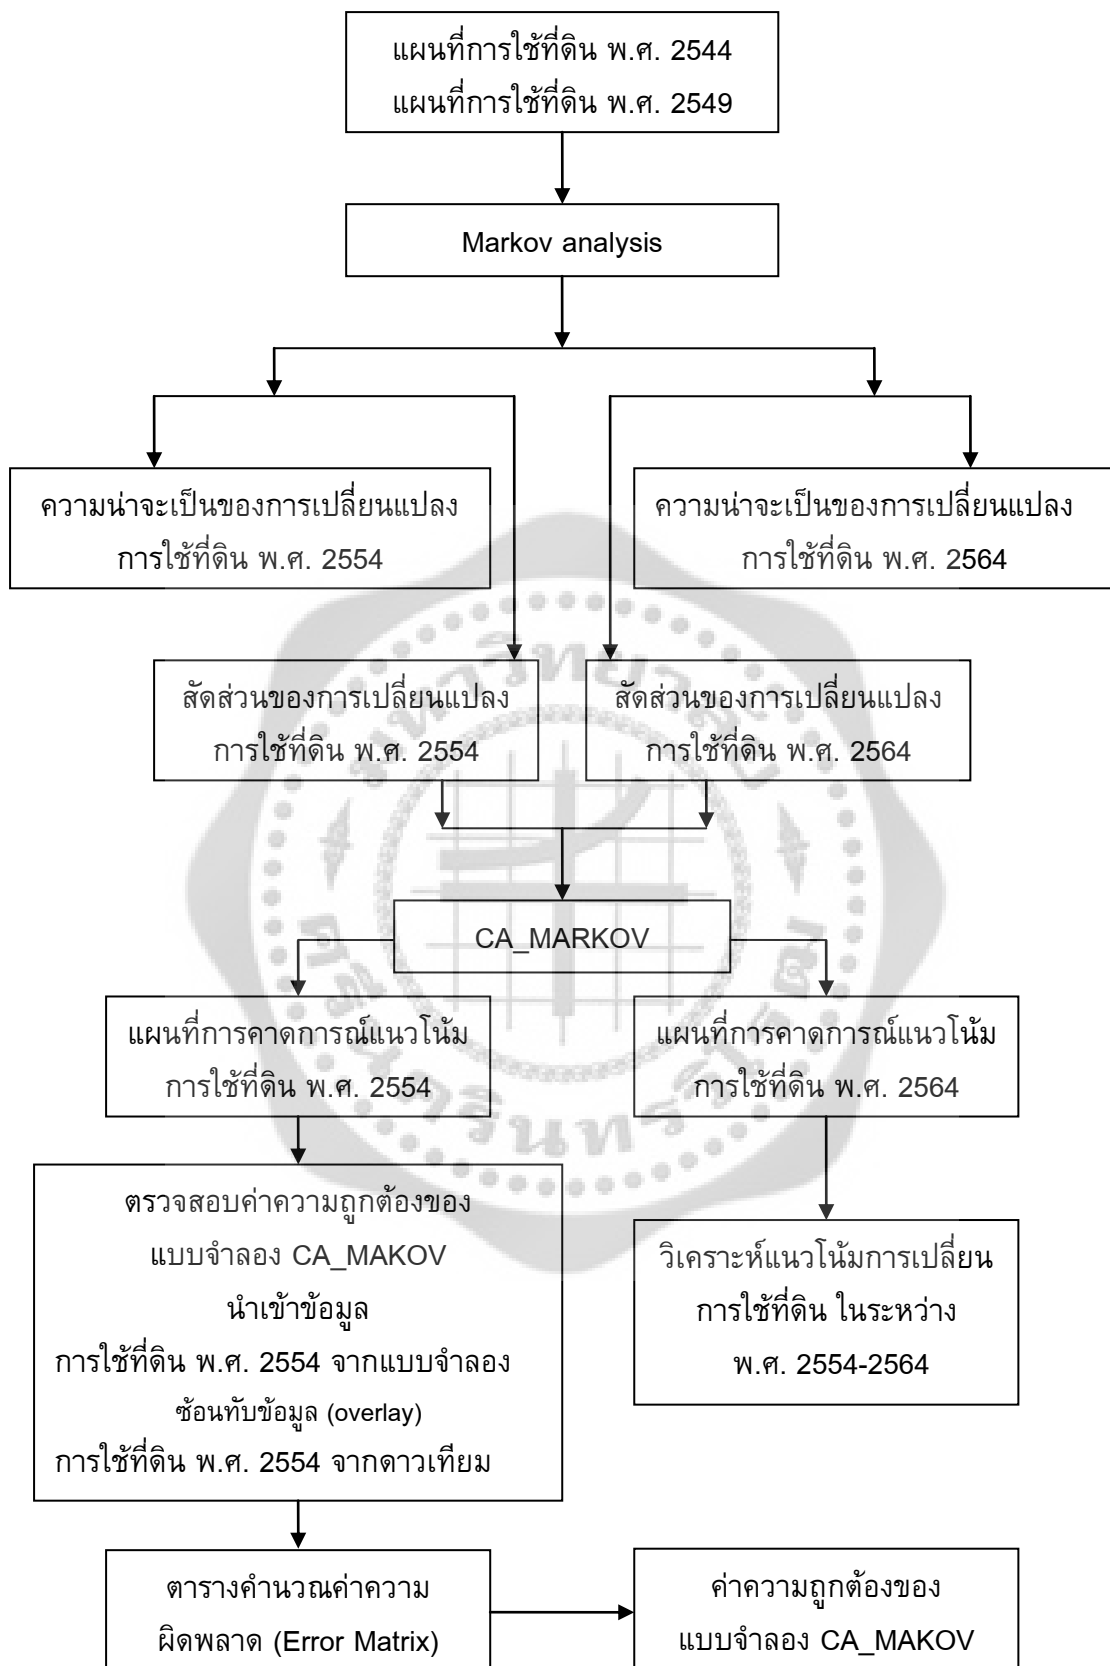 แผนที่การใช้ที่ดิน พ.ศ. 2544
แผนที่การใช้ที่ดิน พ.ศ. 2549
Markov analysis
ความน่าจะเป็นของการเปลี่ยนแปลง
การใช้ที่ดิน พ.ศ. 2554
ความน่าจะเป็นของการเปลี่ยนแปลง
การใช้ที่ดิน พ.ศ. 2564
สัดส่วนของการเปลี่ยนแปลง
การใช้ที่ดิน พ.ศ. 2554
สัดส่วนของการเปลี่ยนแปลง
การใช้ที่ดิน พ.ศ. 2564
CA_MARKOV
แผนที่การคาดการณ์แนวโน้ม
การใช้ที่ดิน พ.ศ. 2554
แผนที่การคาดการณ์แนวโน้ม
การใช้ที่ดิน พ.ศ. 2564
ตรวจสอบค่าความถูกต้องของ
แบบจำลอง CA_MAKOV
นำเข้าข้อมูล
การใช้ที่ดิน พ.ศ. 2554 จากแบบจำลอง
ซ้อนทับข้อมูล (overlay)
การใช้ที่ดิน พ.ศ. 2554 จากดาวเทียม
วิเคราะห์แนวโน้มการเปลี่ยน
การใช้ที่ดิน ในระหว่าง
พ.ศ. 2554-2564
ตารางคำนวณค่าความ
ผิดพลาด (Error Matrix)
ค่าความถูกต้องของ
แบบจำลอง CA_MAKOV
มหาวิทยาลัย
ศรีนครินทรวิโรฒ